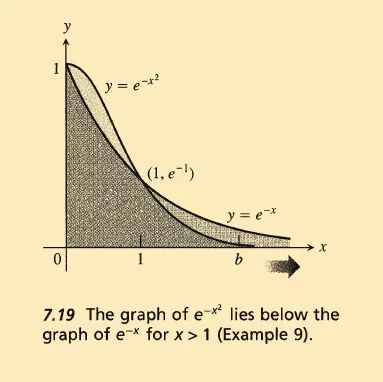 y
1
y = e^{-x^2}
(1, e^{-1})
y = e^{-x}
x
0 1 b
7.19 The graph of e^{-x^2} lies below the
graph of e^{-x} for x > 1 (Example 9).